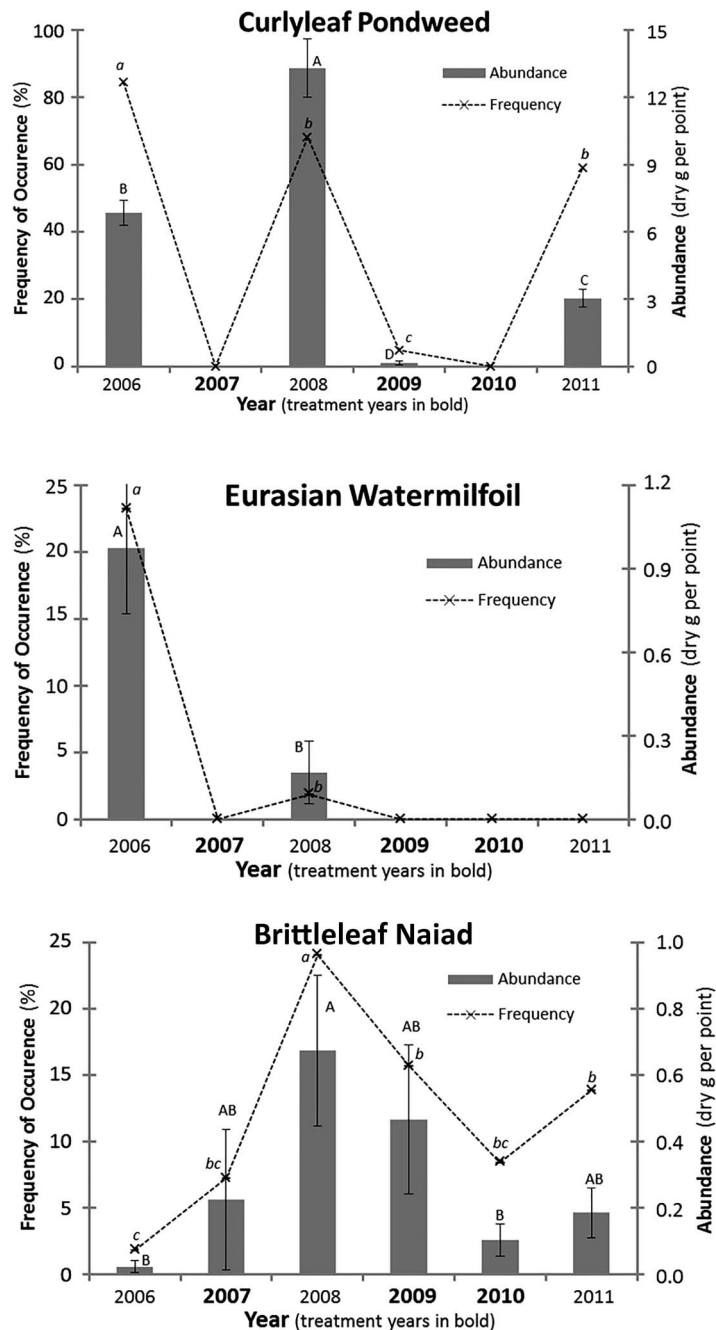 Curlyleaf Pondweed
100
80
60
40
20
0
Frequency of Occurence (%)
15
12
9
6
3
0
Abundance (dry g per point)
Abundance
Frequency
a
B
A
b
D
c
b
C
2006 2007 2008 2009 2010 2011
Year (treatment years in bold)
Eurasian Watermilfoil
25
20
15
10
5
0
Frequency of Occurence (%)
1.2
0.9
0.6
0.3
0.0
Abundance (dry g per point)
Abundance
Frequency
a
A
B
b
2006 2007 2008 2009 2010 2011
Year (treatment years in bold)
Brittleleaf Naiad
25
20
15
10
5
0
Frequency of Occurence (%)
1.0
0.8
0.6
0.4
0.2
0.0
Abundance (dry g per point)
Abundance
Frequency
c
B
AB
bc
a
A
AB
b
bc
B
b
AB
2006 2007 2008 2009 2010 2011
Year (treatment years in bold)